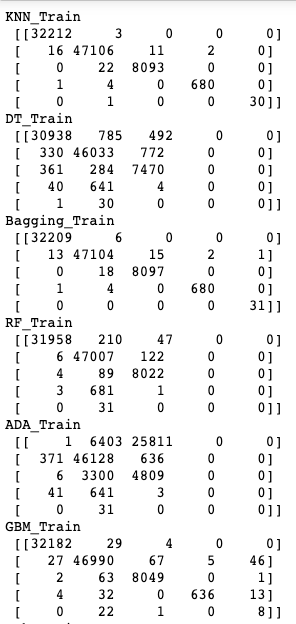 KNN_Train
[[32212 3 0 0 0]
[ 16 47106 11 2 0]
[ 0 22 8093 0 0]
[ 1 4 0 680 0]
[ 0 1 0 0 30]]
DT_Train
[[30938 785 492 0 0]
[ 330 46033 772 0 0]
[ 361 284 7470 0 0]
[ 40 641 4 0 0]
[ 1 30 0 0 0]]
Bagging_Train
[[32209 6 0 0 0]
[ 13 47104 15 2 1]
[ 0 18 8097 0 0]
[ 1 4 0 680 0]
[ 0 0 0 0 31]]
RF_Train
[[31958 210 47 0 0]
[ 6 47007 122 0 0]
[ 4 89 8022 0 0]
[ 3 681 1 0 0]
[ 0 31 0 0 0]]
ADA_Train
[[ 1 6403 25811 0 0]
[ 371 46128 636 0 0]
[ 6 3300 4809 0 0]
[ 41 641 3 0 0]
[ 0 31 0 0 0]]
GBM_Train
[[32182 29 4 0 0]
[ 27 46990 67 5 46]
[ 2 63 8049 0 1]
[ 4 32 0 636 13]
[ 0 22 1 0 8]]